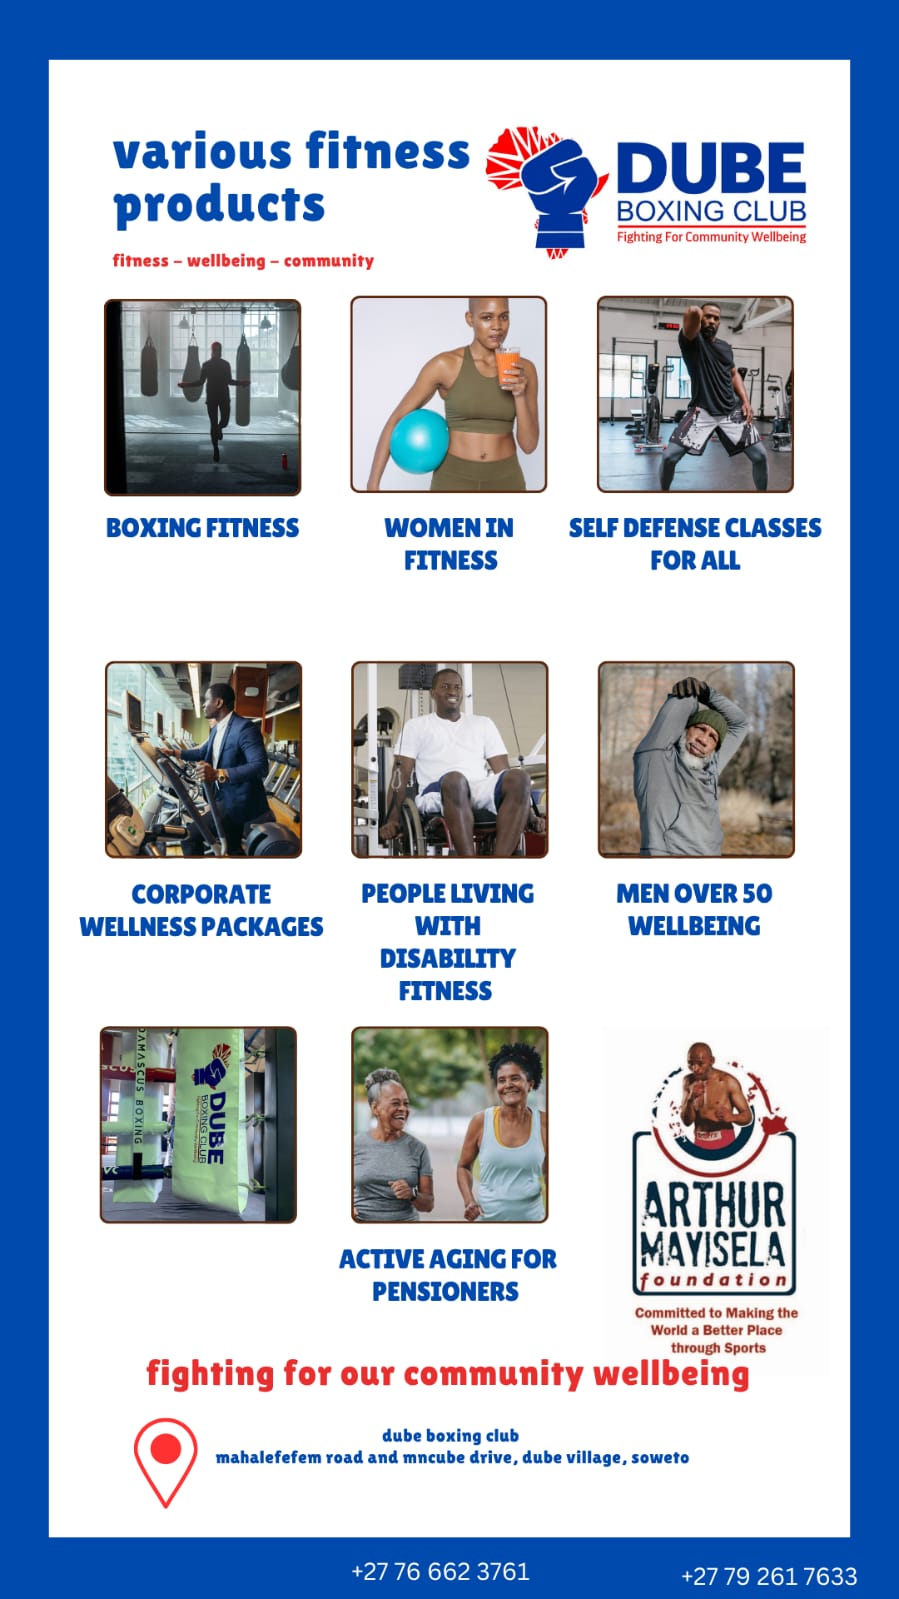 various fitness
products
fitness - wellbeing - community
DUBE
BOXING CLUB
Fighting For Community Wellbeing
BOXING FITNESS
WOMEN IN
FITNESS
SELF DEFENSE CLASSES
FOR ALL
CORPORATE
WELLNESS PACKAGES
PEOPLE LIVING
WITH
DISABILITY
FITNESS
MEN OVER 50
WELLBEING
DAMASCUS BOXING
DUBE
BOXING CLUB
ACTIVE AGING FOR
PENSIONERS
ARTHUR
MAYISELA
foundation
Committed to Making the
World a Better Place
through Sports
fighting for our community wellbeing
dube boxing club
mahalefefem road and mncube drive, dube village, soweto
+27 76 662 3761
+27 79 261 7633